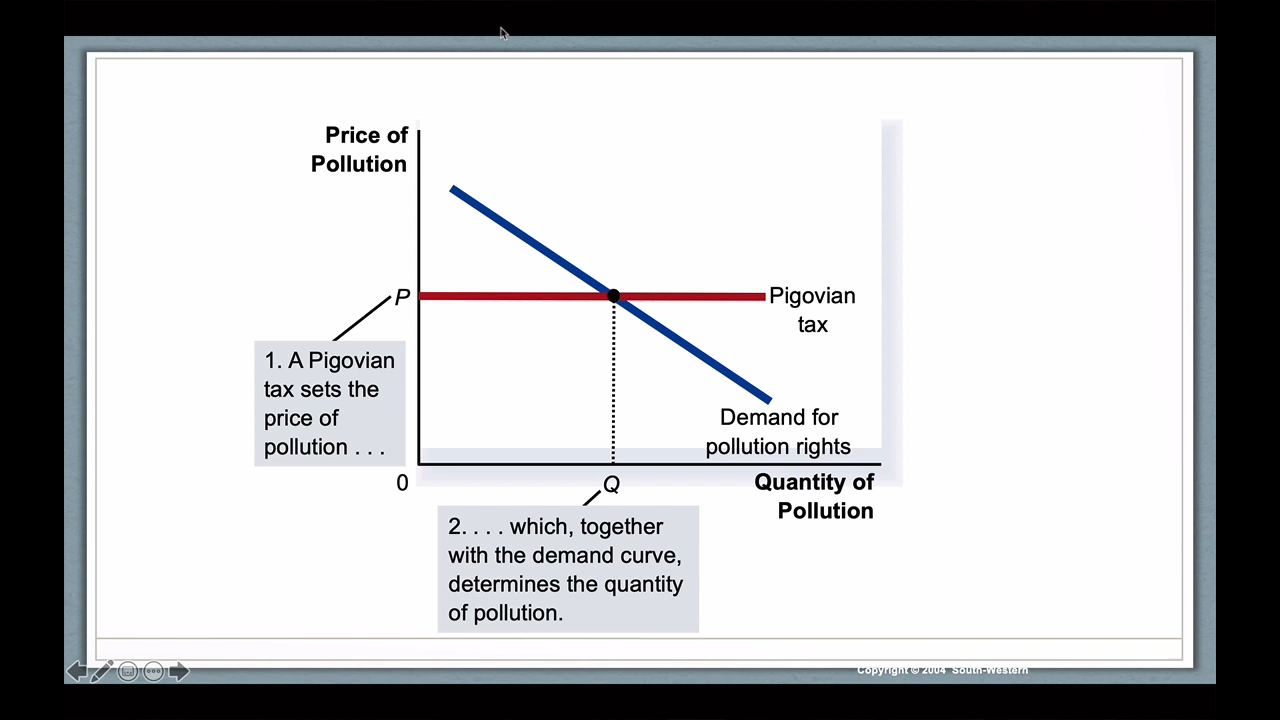 Price of
Pollution
P
Pigovian
tax
1. A Pigovian
tax sets the
price of
pollution . . .
Demand for
pollution rights
0
Q
Quantity of
Pollution
2. . . . which, together
with the demand curve,
determines the quantity
of pollution.
Copyright © 2004 South-Western